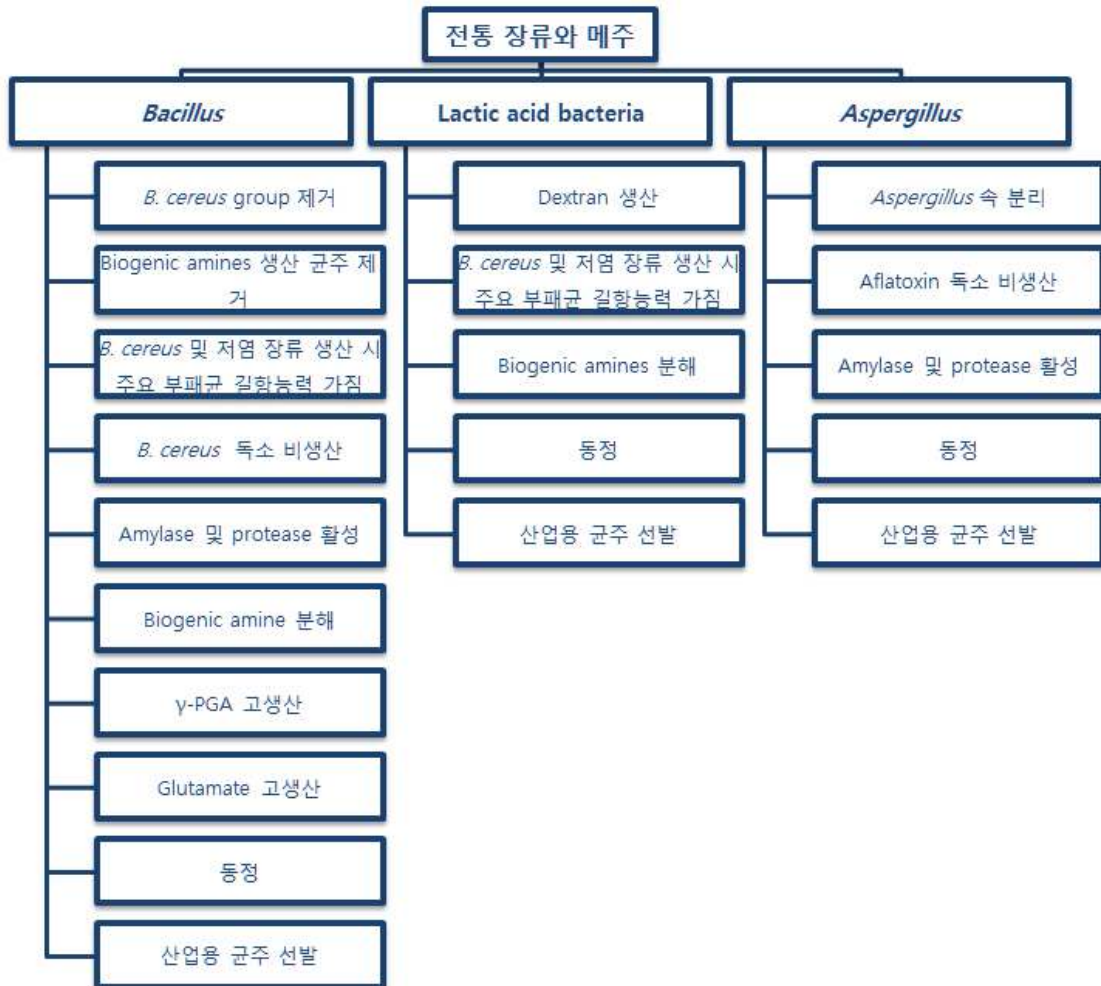 전통 장류와 메주
Bacillus
B. cereus group 제거
Biogenic amines 생산 균주 제
거
B. cereus 및 저염 장류 생산 시
주요 부패균 길항능력 가짐
B. cereus 독소 비생산
Amylase 및 protease 활성
Biogenic amine 분해
γ-PGA 고생산
Glutamate 고생산
동정
산업용 균주 선발
Lactic acid bacteria
Dextran 생산
B. cereus 및 저염 장류 생산 시
주요 부패균 길항능력 가짐
Biogenic amines 분해
동정
산업용 균주 선발
Aspergillus
Aspergillus 속 분리
Aflatoxin 독소 비생산
Amylase 및 protease 활성
동정
산업용 균주 선발